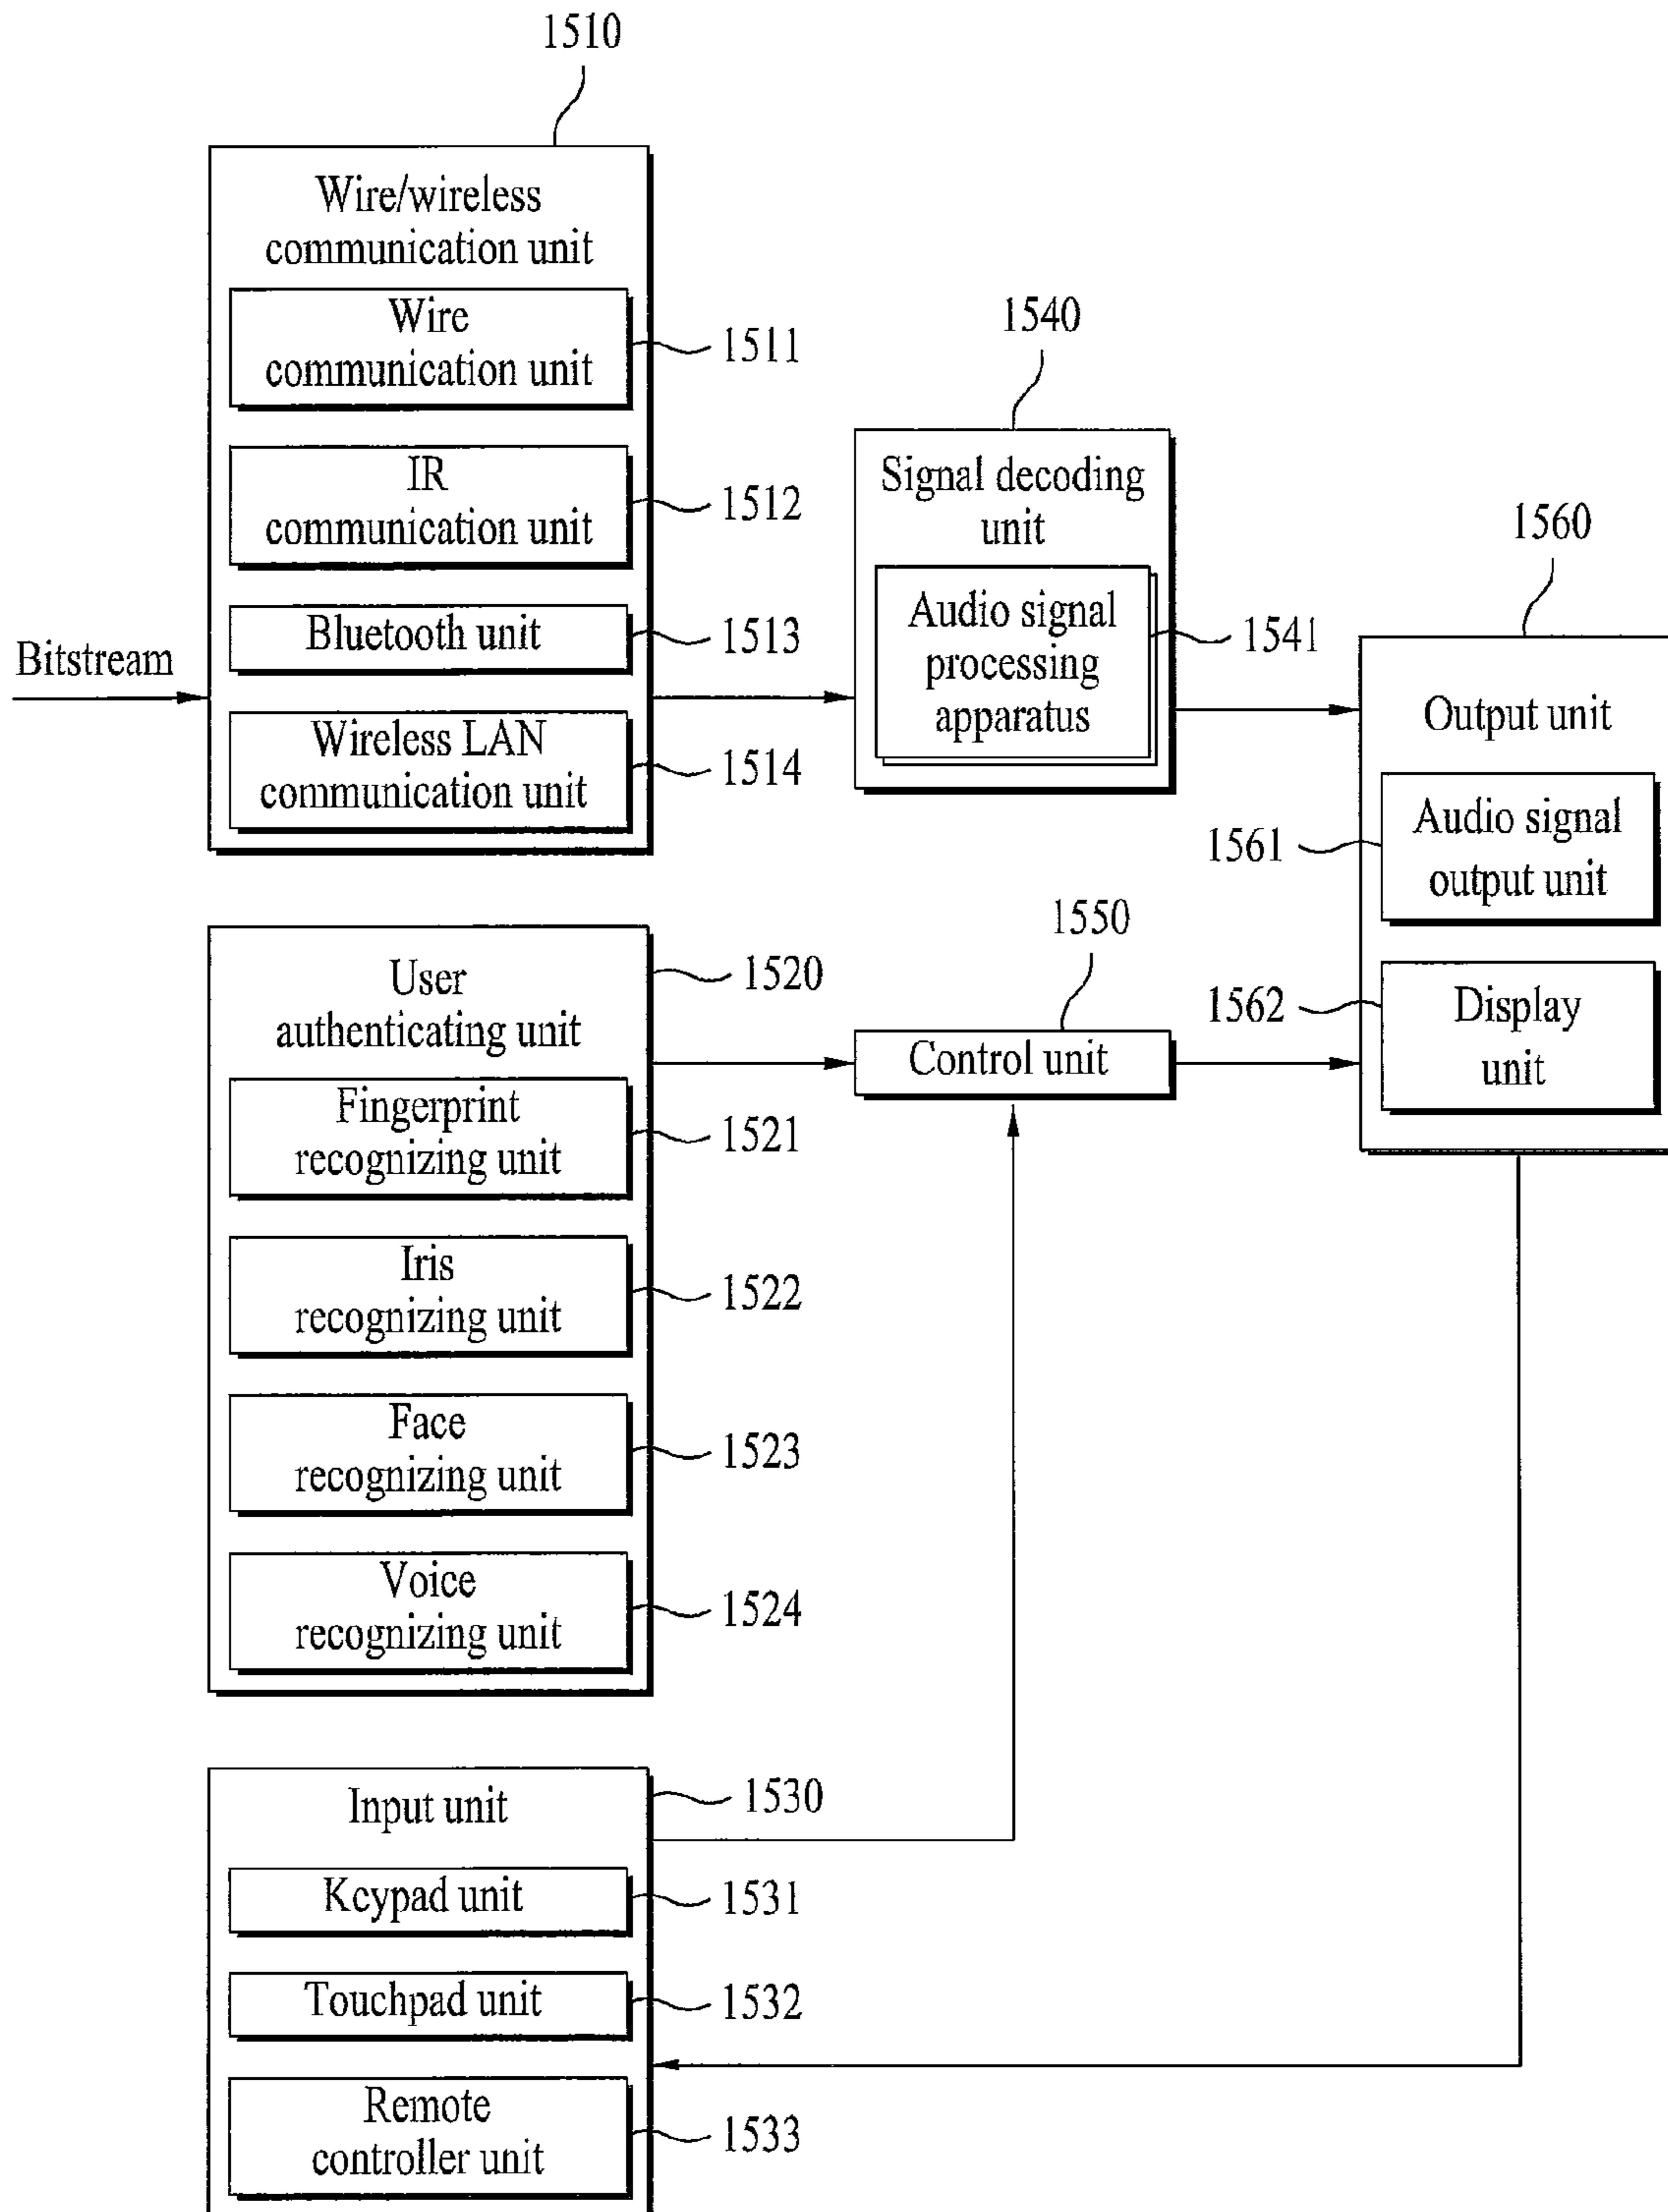 1510
Wire/wireless
communication unit
Wire
communication unit
1511
IR
communication unit
1512
Bluetooth unit
1513
Wireless LAN
communication unit
1514
Bitstream
1540
Signal decoding
unit
Audio signal
processing
apparatus
1541
1560
Output unit
Audio signal
output unit
1561
Display
unit
1562
User
authenticating unit
1520
Fingerprint
recognizing unit
1521
Iris
recognizing unit
1522
Face
recognizing unit
1523
Voice
recognizing unit
1524
1550
Control unit
Input unit
1530
Keypad unit
1531
Touchpad unit
1532
Remote
controller unit
1533